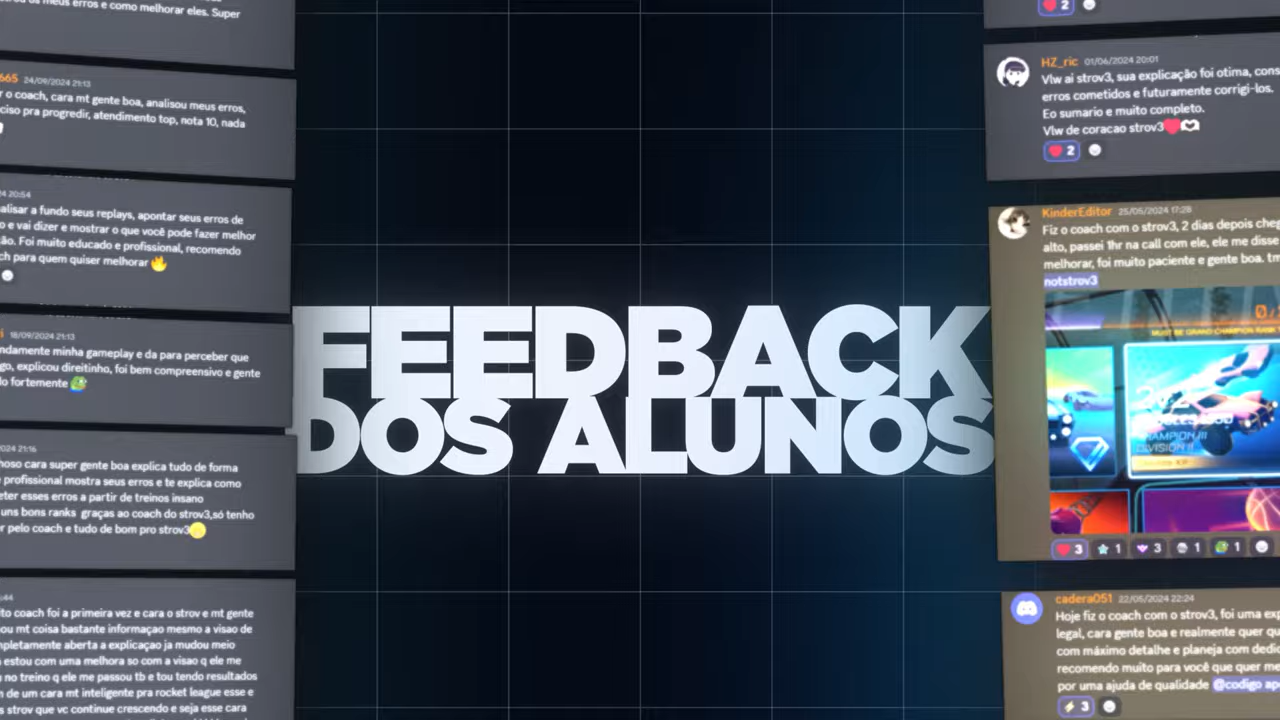 meus erros e como melhorar eles. Super
665 24/09/2024 21:13
r o coach, cara mt gente boa, analisou meus erros,
ciso pra progredir, atendimento top, nota 10, nada
20:54
alisar a fundo seus replays, apontar seus erros de
o e vai dizer e mostrar o que você pode fazer melhor
ão. Foi muito educado e profissional, recomendo
ch para quem quiser melhorar 🔥
i 18/09/2024 21:13
ndamente minha gameplay e da para perceber que
go, explicou direitinho, foi bem compreensivo e gente
do fortemente
2024 21:16
hoso cara super gente boa explica tudo de forma
profissional mostra seus erros e te explica como
eter esses erros a partir de treinos insano
uns bons ranks graças ao coach do strov3,só tenho
r pelo coach e tudo de bom pro strov3
:44
to coach foi a primeira vez e cara o strov e mt gente
ou mt coisa bastante informaçao mesmo a visao de
mpletamente aberta a explicaçao ja mudou meio
estou com uma melhora so com a visao q ele me
u no treino q ele me passou tb e tou tendo resultados
n de um cara mt inteligente pra rocket league esse e
s strov que vc continue crescendo e seja esse cara
FEEDBACK
DOS ALUNOS
2
HZ_ric 01/06/2024 20:01
Vlw ai strov3, sua explicação foi otima, cons
erros cometidos e futuramente corrigi-los.
Eo sumario e muito completo.
Vlw de coracao strov3
2
KinderEditor 25/05/2024 17:28
Fiz o coach com o strov3, 2 dias depois che
alto, passei 1hr na call com ele, ele me disse
melhorar, foi muito paciente e gente boa. tm
notstrov3
MUST BE GRAND CHAMPION RANK
CHAMPION III
DIVISION II
3 1 3 1 1
cadera051 22/05/2024 22:24
Hoje fiz o coach com o strov3, foi uma exp
legal, cara gente boa e realmente quer qu
com máximo detalhe e planeja com dedic
recomendo muito para você que quer me
por uma ajuda de qualidade @codigo ape
3